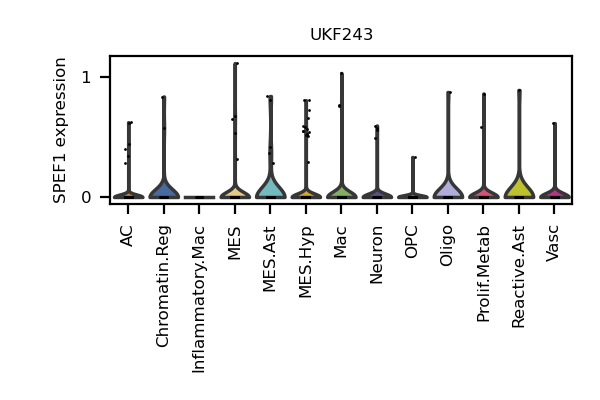 UKF243
SPEF1 expression
1
0
AC
Chromatin.Reg
Inflammatory.Mac
MES
MES.Ast
MES.Hyp
Mac
Neuron
OPC
Oligo
Prolif.Metab
Reactive.Ast
Vasc